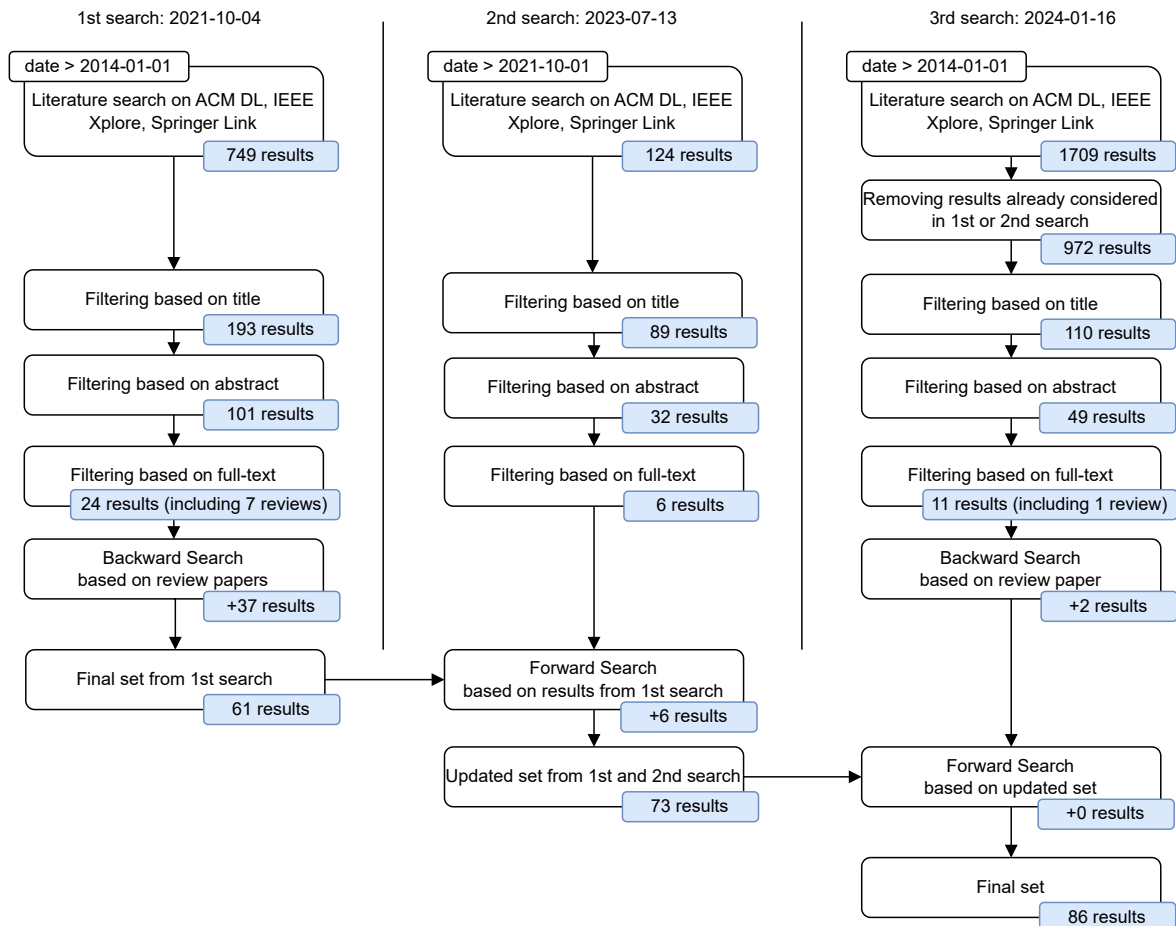 1st search: 2021-10-04
date > 2014-01-01
Literature search on ACM DL, IEEE
Xplore, Springer Link
749 results
Filtering based on title
193 results
Filtering based on abstract
101 results
Filtering based on full-text
24 results (including 7 reviews)
Backward Search
based on review papers
+37 results
Final set from 1st search
61 results
2nd search: 2023-07-13
date > 2021-10-01
Literature search on ACM DL, IEEE
Xplore, Springer Link
124 results
Filtering based on title
89 results
Filtering based on abstract
32 results
Filtering based on full-text
6 results
Forward Search
based on results from 1st search
+6 results
Updated set from 1st and 2nd search
73 results
3rd search: 2024-01-16
date > 2014-01-01
Literature search on ACM DL, IEEE
Xplore, Springer Link
1709 results
Removing results already considered
in 1st or 2nd search
972 results
Filtering based on title
110 results
Filtering based on abstract
49 results
Filtering based on full-text
11 results (including 1 review)
Backward Search
based on review paper
+2 results
Forward Search
based on updated set
+0 results
Final set
86 results